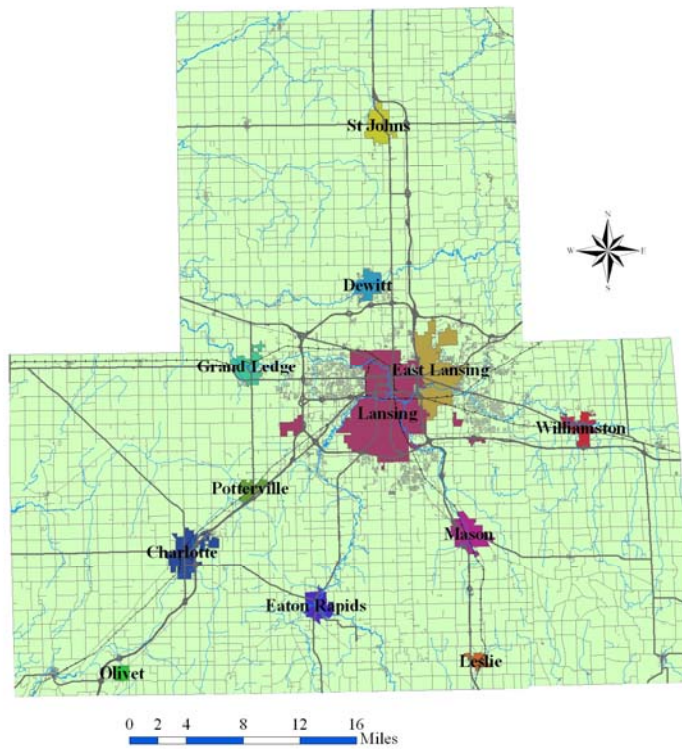 St Johns
N
W E
S
Dewitt
Grand Ledge
East Lansing
Lansing
Williamston
Potterville
Mason
Charlotte
Eaton Rapids
Olivet
Leslie
0 2 4 8 12 16
Miles